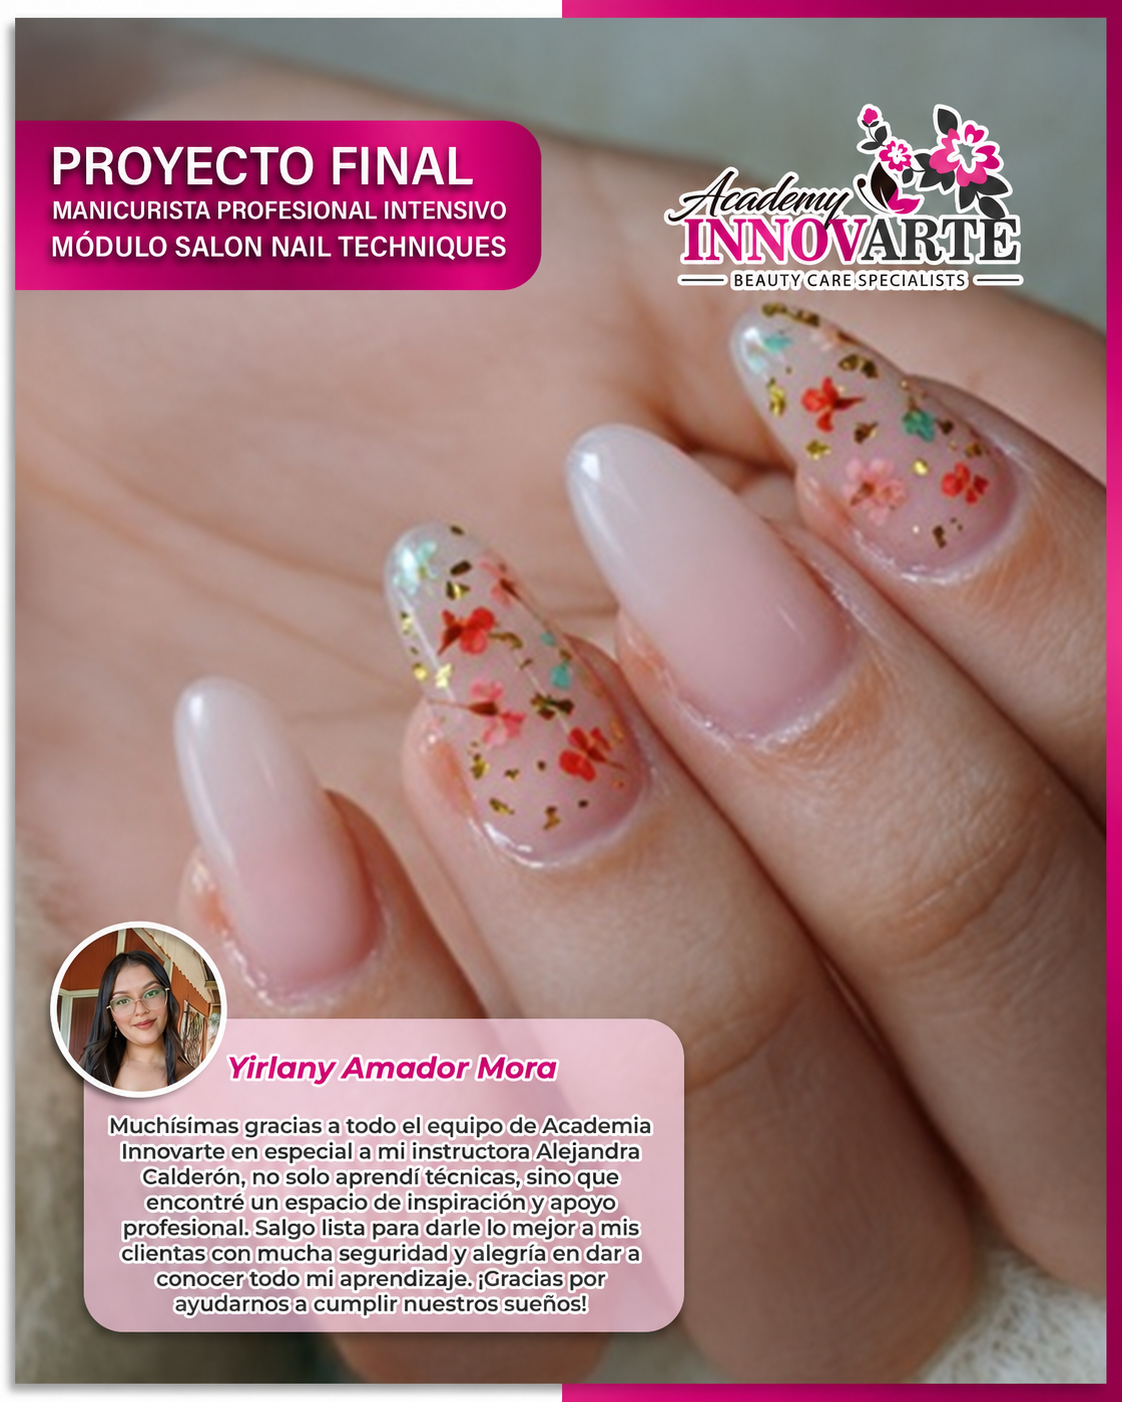 PROYECTO FINAL
MANICURISTA PROFESIONAL INTENSIVO
MÓDULO SALON NAIL TECHNIQUES
Academy
INNOVARTE
BEAUTY CARE SPECIALISTS
Yirlany Amador Mora
Muchísimas gracias a todo el equipo de Academia
Innovarte en especial a mi instructora Alejandra
Calderón, no solo aprendí técnicas, sino que
encontré un espacio de inspiración y apoyo
profesional. Salgo lista para darle lo mejor a mis
clientas con mucha seguridad y alegría en dar a
conocer todo mi aprendizaje. ¡Gracias por
ayudarnos a cumplir nuestros sueños!